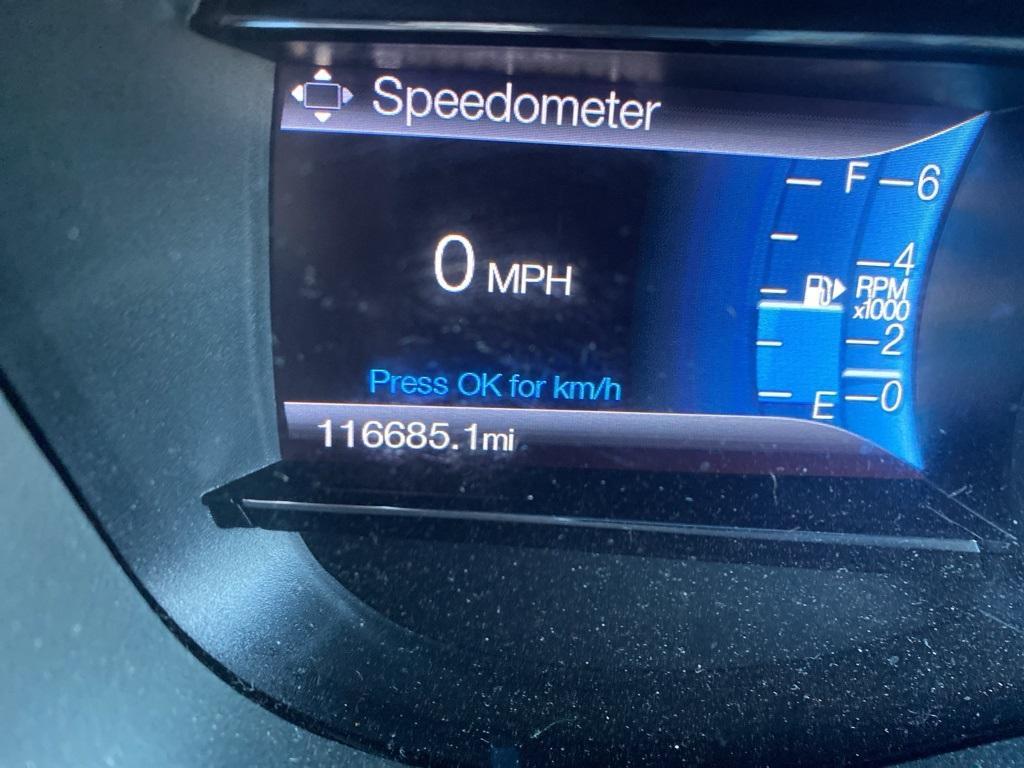 Speedometer
F 6
4
0 MPH
RPM
x1000
2
Press OK for km/h
E 0
116685.1mi